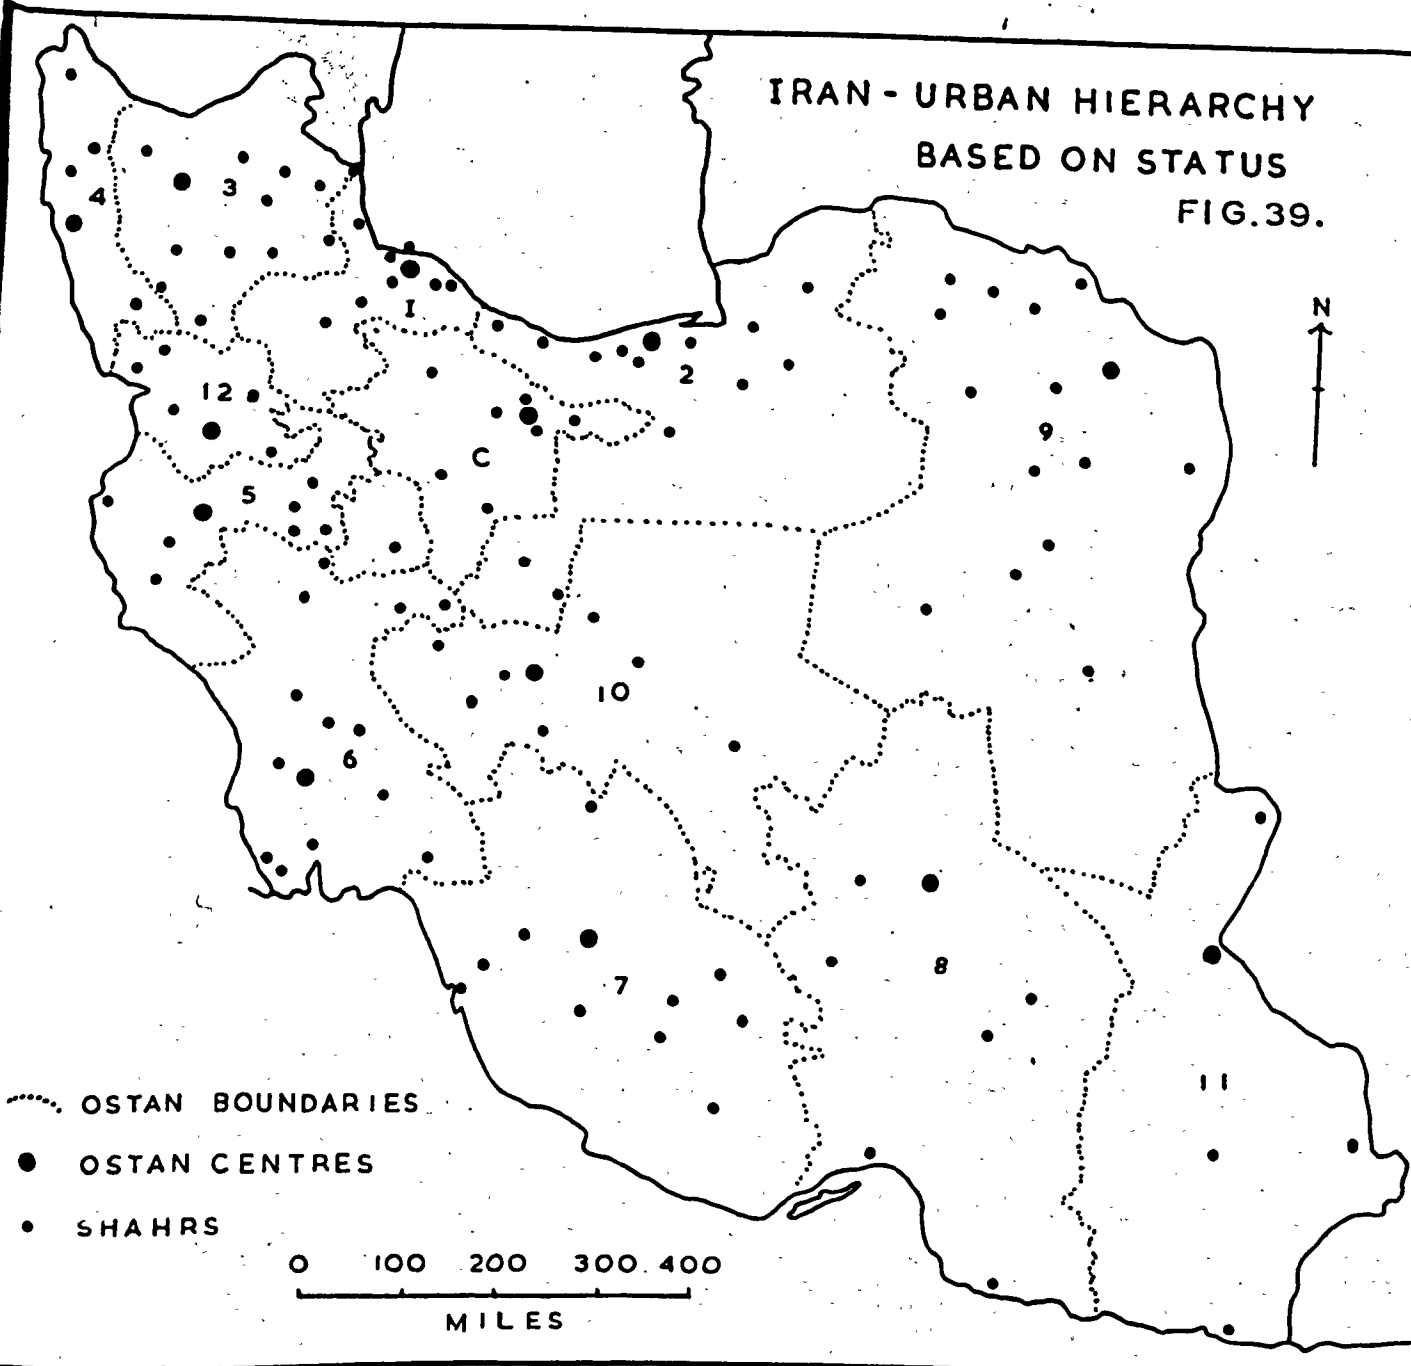 IRAN - URBAN HIERARCHY
BASED ON STATUS
FIG.39.
N
4
3
I
2
12
C
9
5
10
6
8
7
11
OSTAN BOUNDARIES
OSTAN CENTRES
SHAHRS
0 100 200 300 400
MILES